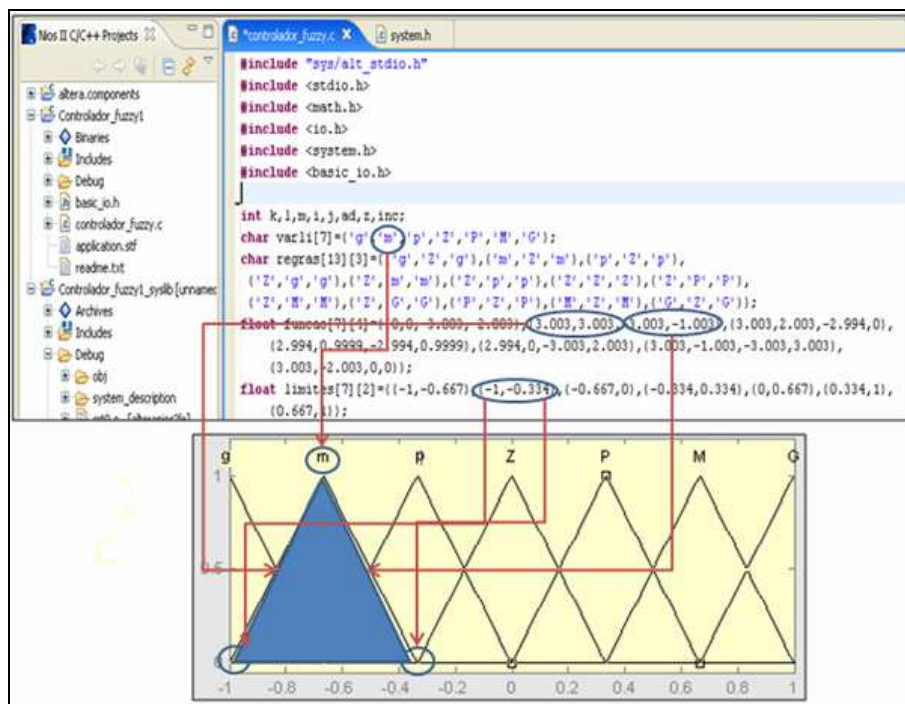 Nios II C/C++ Projects
*controlador_fuzzy.c
system.h
altera.components
Controlador_fuzzy1
Binaries
Includes
Debug
basic_io.h
controlador_fuzzy.c
application.stf
readme.txt
Controlador_fuzzy1_syslib [unnamed
Archives
Includes
Debug
obj
system_description
#include "sys/alt_stdio.h"
#include <stdio.h>
#include <math.h>
#include <io.h>
#include <system.h>
#include <basic_io.h>
int k,l,m,i,j,ad,z,inc;
char varli[7]={'g','m','p','Z','P','M','G'};
char regras[13][3]={{'g','Z','g'},{'m','Z','m'},{'p','Z','p'},
{'Z','g','g'},{'Z','m','m'},{'Z','p','p'},{'Z','Z','Z'},{'Z','P','P'},
{'Z','M','M'},{'Z','G','G'},{'P','Z','P'},{'M','Z','M'},{'G','Z','G'}};
float funcao[7][4]={{0,0,-3.003,-2.003},{3.003,3.003,-3.003,-1.003},{3.003,2.003,-2.994,0},
{2.994,0.9999,-2.994,0.9999},{2.994,0,-3.003,2.003},{3.003,-1.003,-3.003,3.003},
{3.003,-2.003,0,0}};
float limites[7][2]={{-1,-0.667},{-1,-0.334},{-0.667,0},{-0.334,0.334},{0,0.667},{0.334,1},
{0.667,1}};
g m p Z P M G
1
0.5
0
-1 -0.8 -0.6 -0.4 -0.2 0 0.2 0.4 0.6 0.8 1